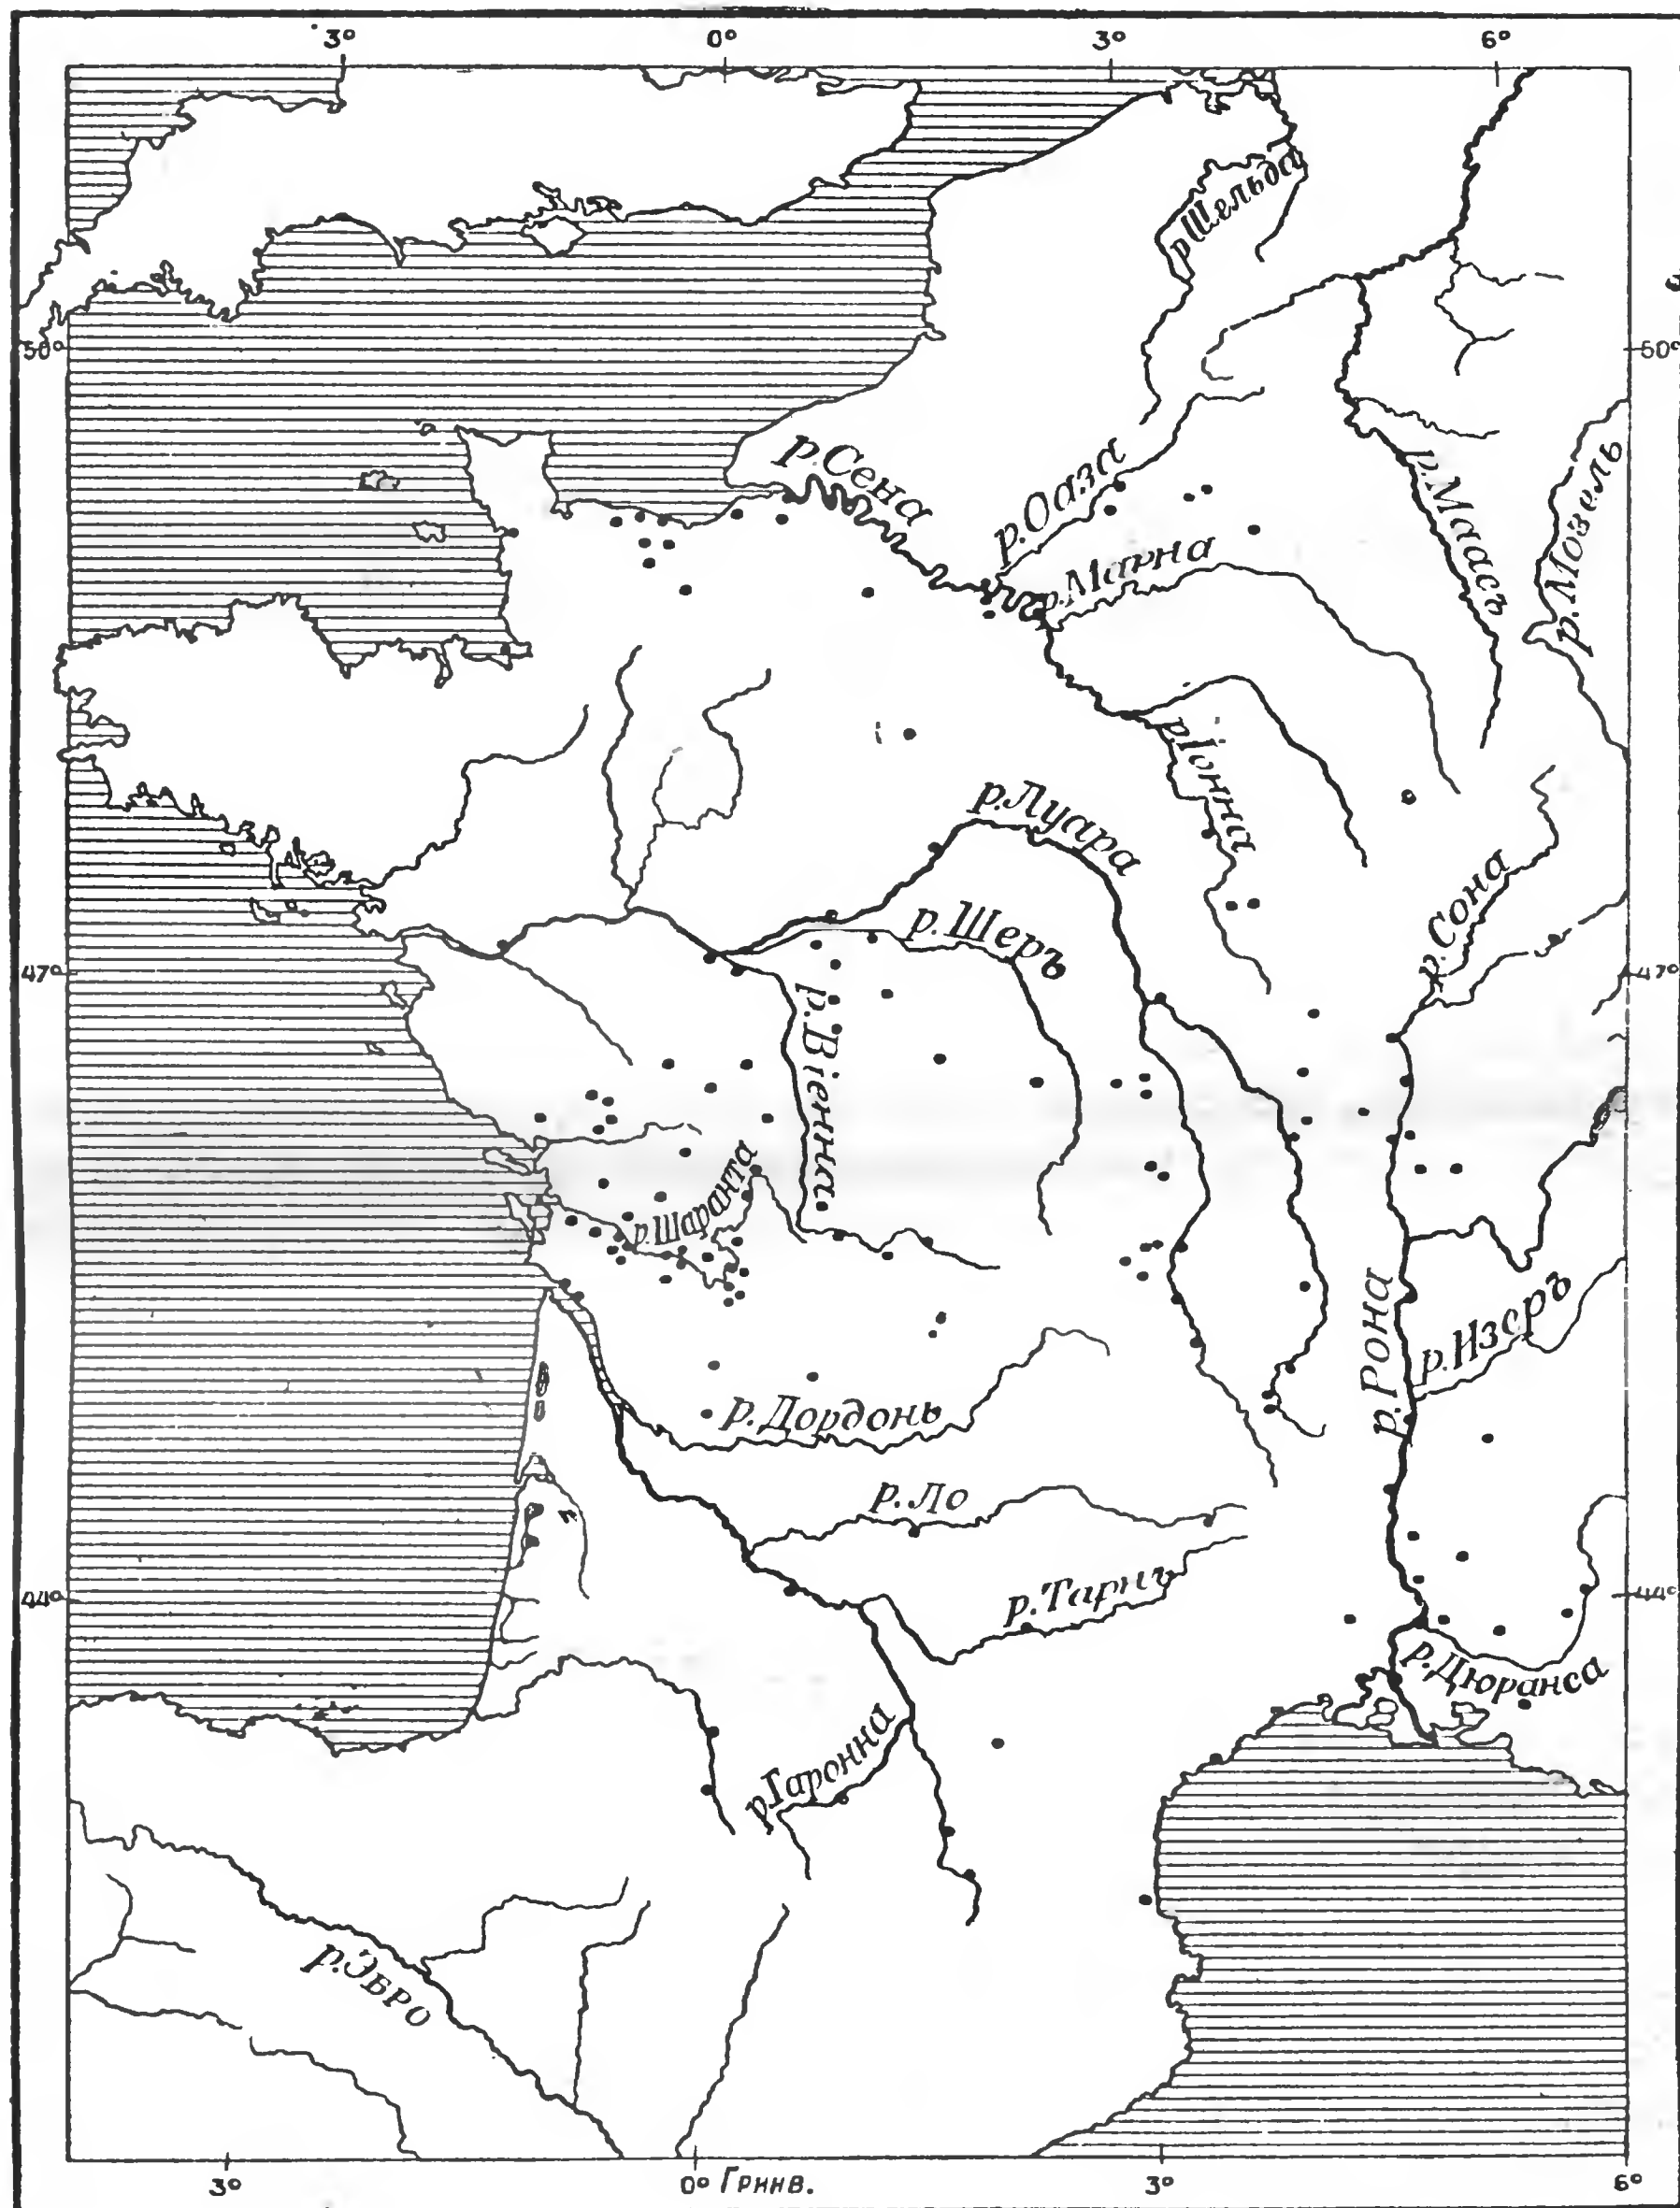 3° 0° 3° 6°
р. Шельда
50° 50°
р. Сена
р. Оаза
р. Маасъ
р. Мозель
р. Марна
р. Іонна
р. Луара
р. Сона
р. Шеръ
47° 47°
р. Віенна
р. Шаранта
р. Рона
р. Изеръ
р. Дордонь
р. Ло
44° 44°
р. Тарнъ
р. Дюранса
р. Гаронна
р. Эбро
3° 0° Гринв. 3° 6°